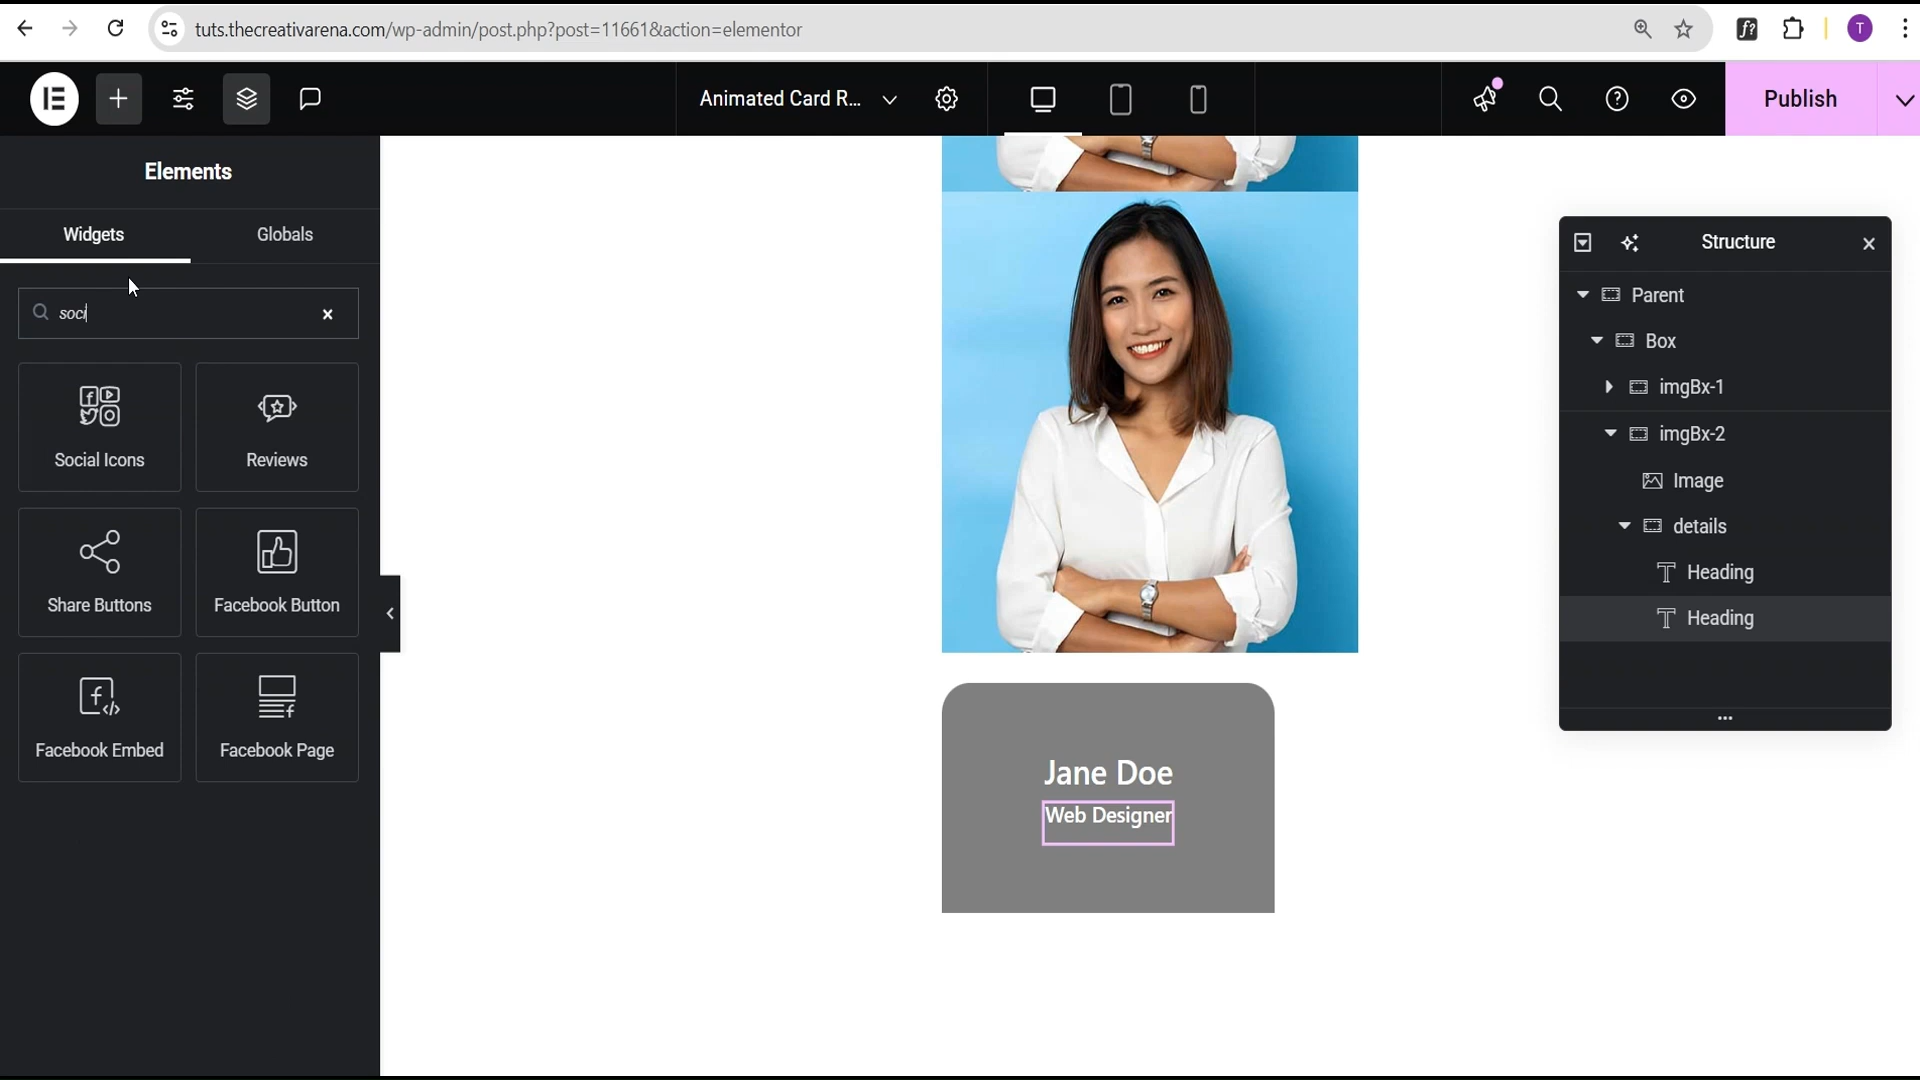 tuts.thecreativarena.com/wp-admin/post.php?post=11661&action=elementor
T
Animated Card R...
Publish
Elements
Widgets
Globals
soci
Social Icons
Reviews
Share Buttons
Facebook Button
Facebook Embed
Facebook Page
Jane Doe
Web Designer
Structure
Parent
Box
imgBx-1
imgBx-2
Image
details
Heading
Heading